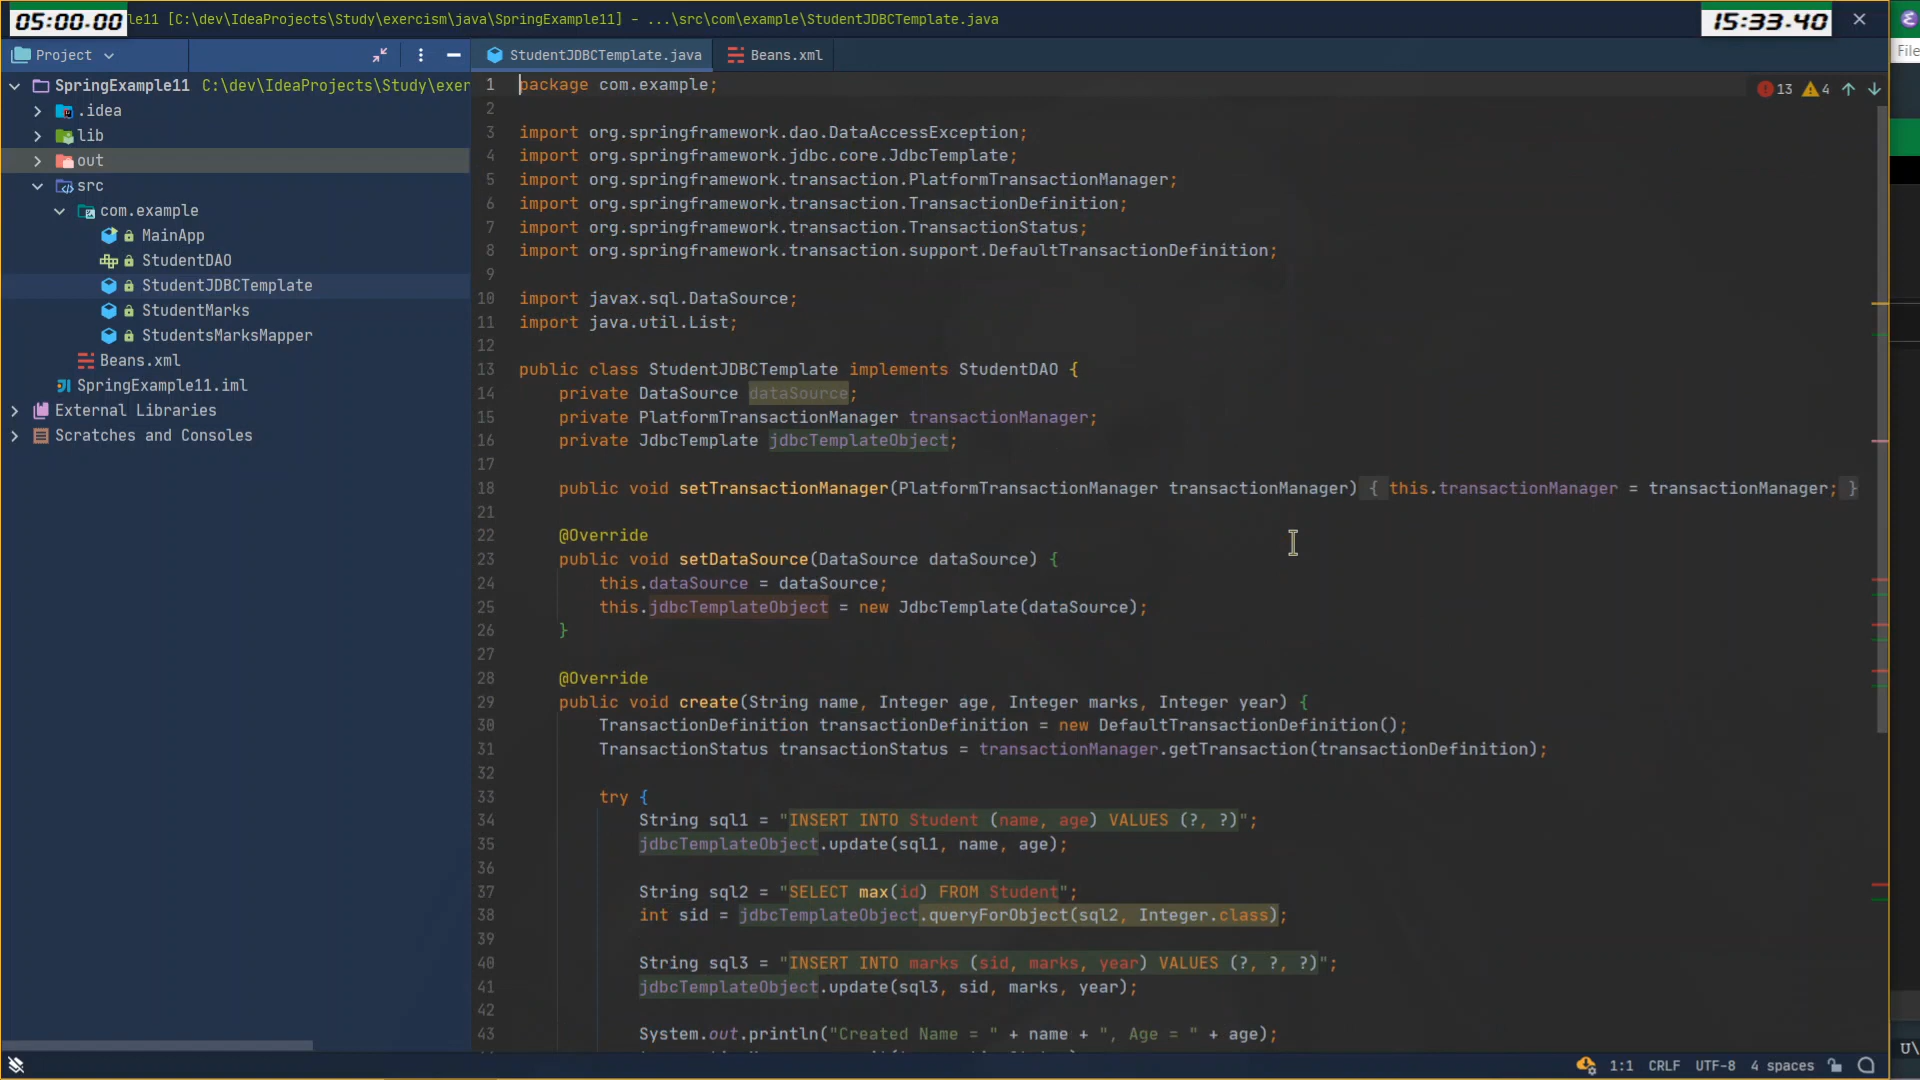 05:00.00
le11 [C:\dev\IdeaProjects\Study\exercism\java\SpringExample11] - ...\src\com\example\StudentJDBCTemplate.java
15:33.40
File
Project
StudentJDBCTemplate.java
Beans.xml
SpringExample11 C:\dev\IdeaProjects\Study\exer
.idea
lib
out
src
com.example
MainApp
StudentDAO
StudentJDBCTemplate
StudentMarks
StudentsMarksMapper
Beans.xml
SpringExample11.iml
External Libraries
Scratches and Consoles
13 4
1 package com.example;
2
3 import org.springframework.dao.DataAccessException;
4 import org.springframework.jdbc.core.JdbcTemplate;
5 import org.springframework.transaction.PlatformTransactionManager;
6 import org.springframework.transaction.TransactionDefinition;
7 import org.springframework.transaction.TransactionStatus;
8 import org.springframework.transaction.support.DefaultTransactionDefinition;
9
10 import javax.sql.DataSource;
11 import java.util.List;
12
13 public class StudentJDBCTemplate implements StudentDAO {
14 private DataSource dataSource;
15 private PlatformTransactionManager transactionManager;
16 private JdbcTemplate jdbcTemplateObject;
17
18 public void setTransactionManager(PlatformTransactionManager transactionManager) { this.transactionManager = transactionManager; }
21
22 @Override
23 public void setDataSource(DataSource dataSource) {
24 this.dataSource = dataSource;
25 this.jdbcTemplateObject = new JdbcTemplate(dataSource);
26 }
27
28 @Override
29 public void create(String name, Integer age, Integer marks, Integer year) {
30 TransactionDefinition transactionDefinition = new DefaultTransactionDefinition();
31 TransactionStatus transactionStatus = transactionManager.getTransaction(transactionDefinition);
32
33 try {
34 String sql1 = "INSERT INTO Student (name, age) VALUES (?, ?)";
35 jdbcTemplateObject.update(sql1, name, age);
36
37 String sql2 = "SELECT max(id) FROM Student";
38 int sid = jdbcTemplateObject.queryForObject(sql2, Integer.class);
39
40 String sql3 = "INSERT INTO marks (sid, marks, year) VALUES (?, ?, ?)";
41 jdbcTemplateObject.update(sql3, sid, marks, year);
42
43 System.out.println("Created Name = " + name + ", Age = " + age);
1:1 CRLF UTF-8 4 spaces